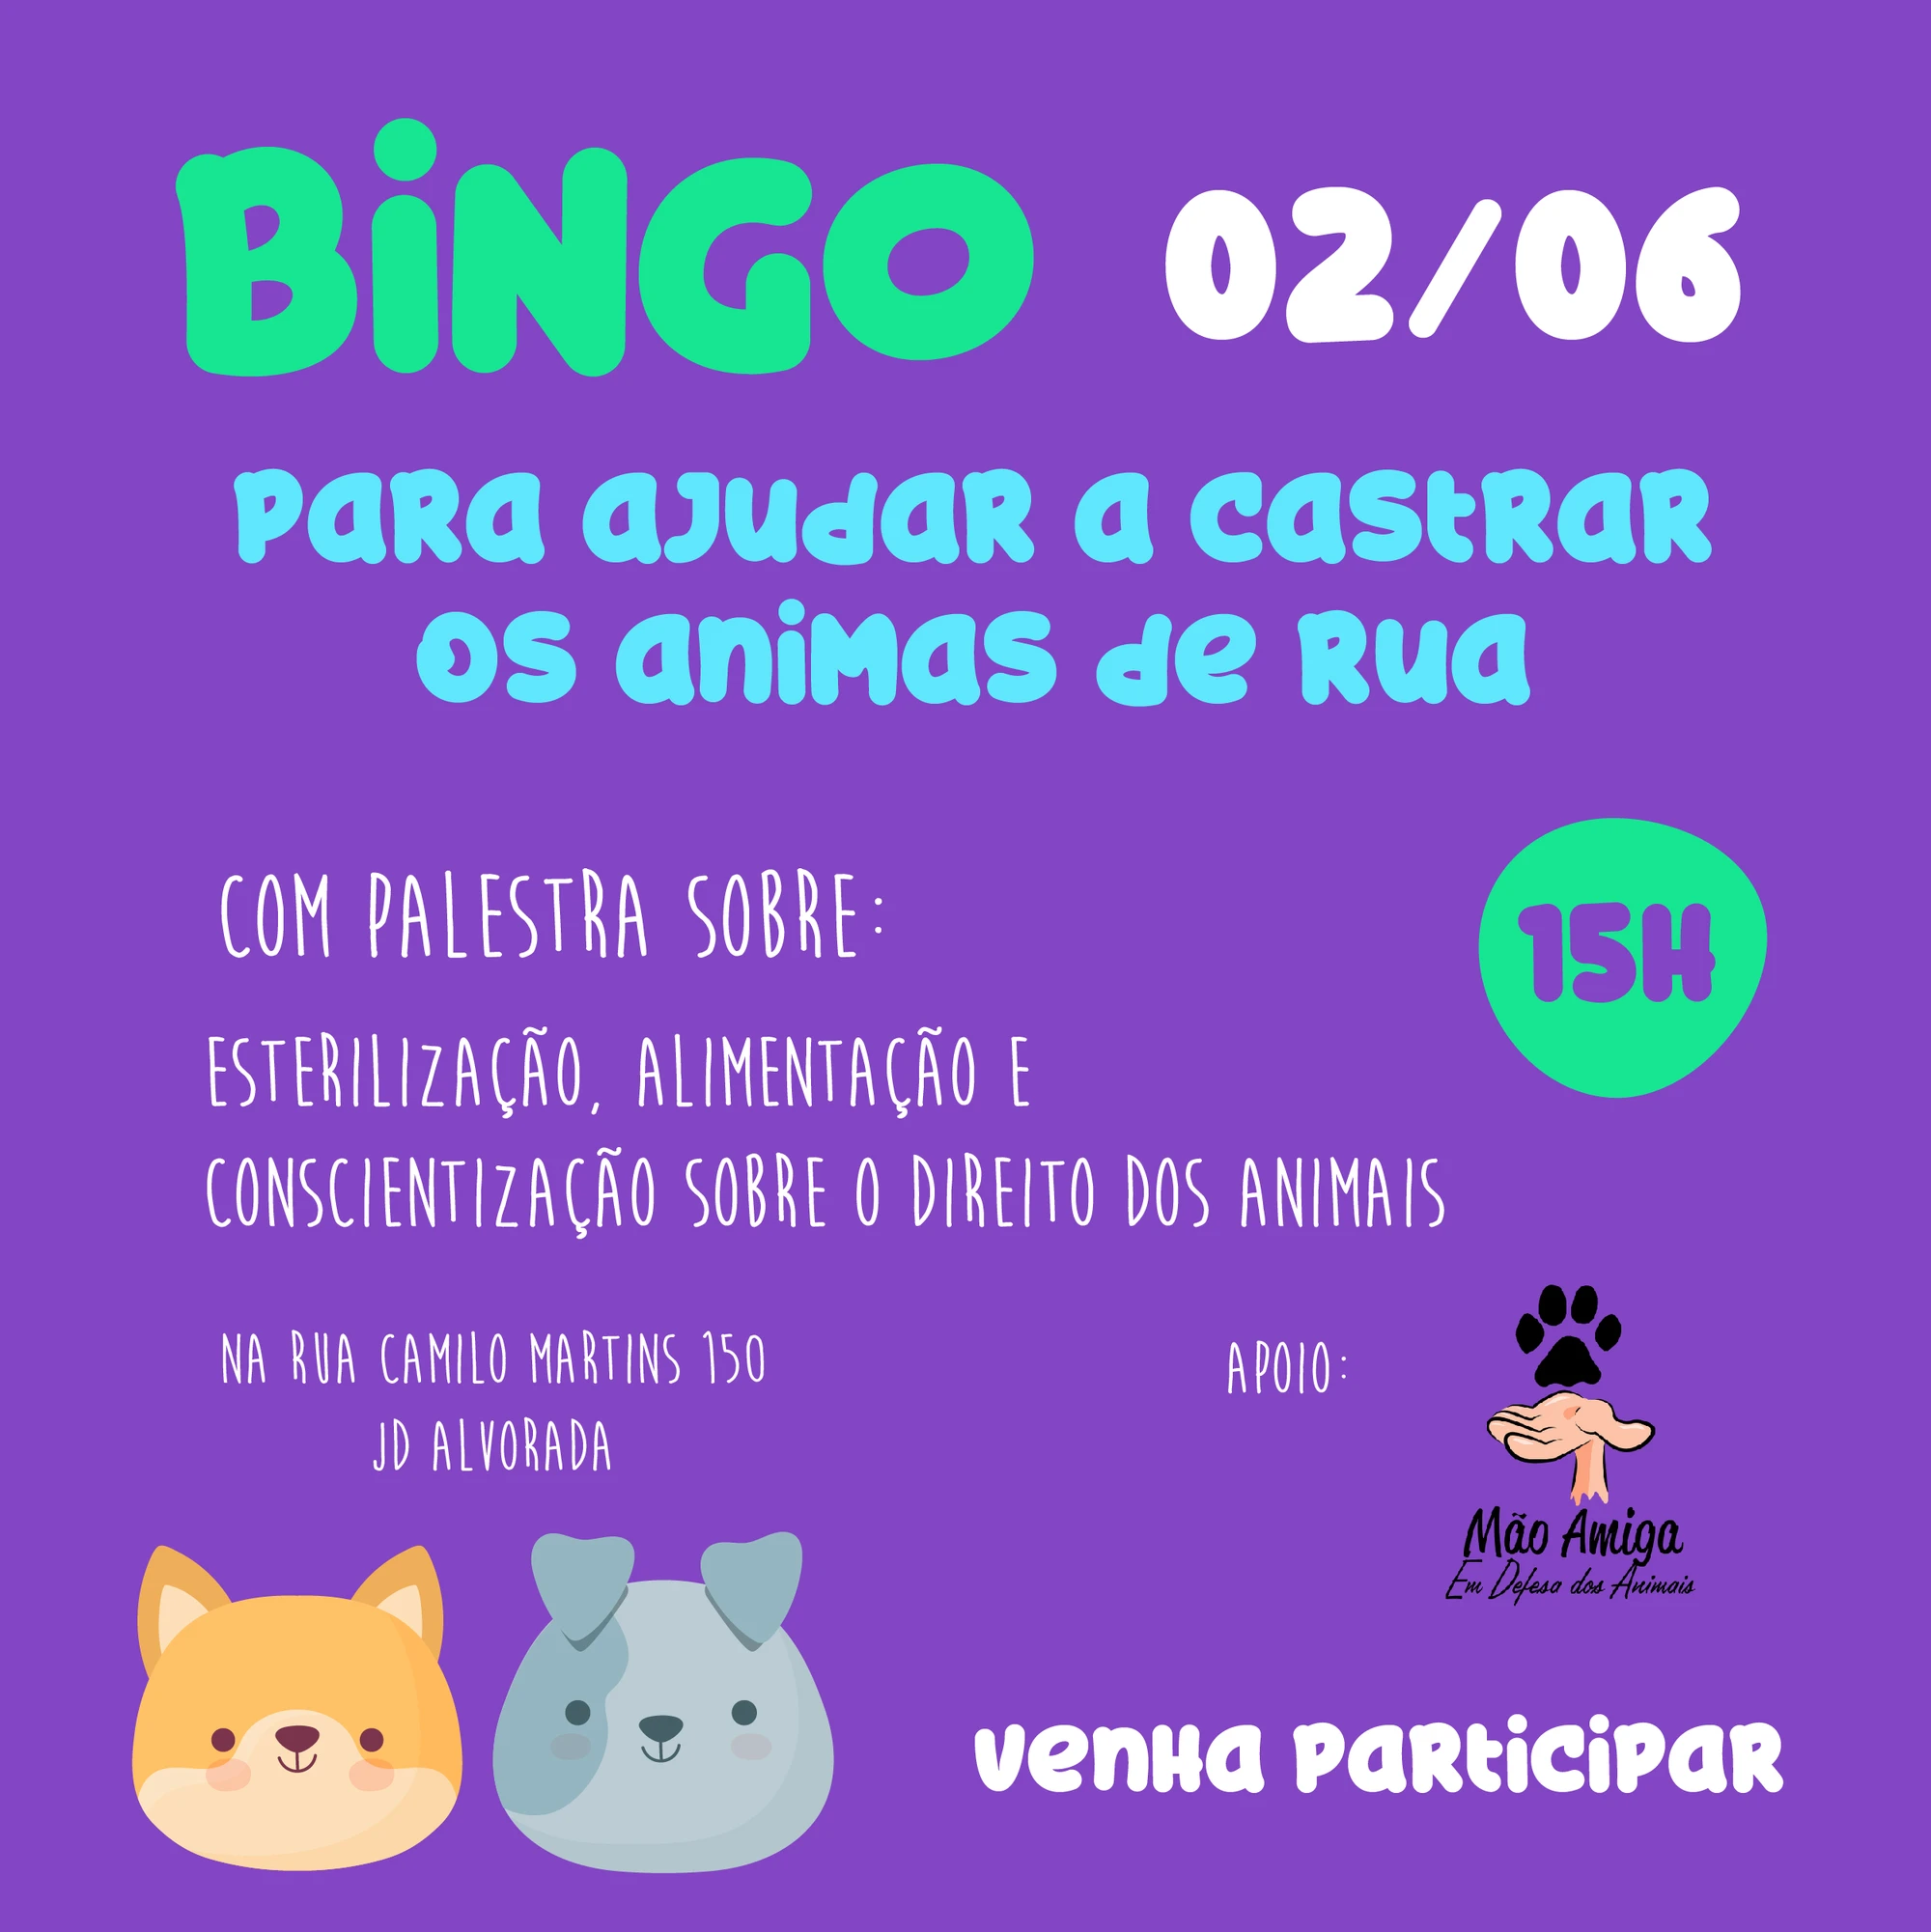 BiNGO 02/06
PARA AJUDAR A CASTRAR
OS ANIMAS DE RUA
COM PALESTRA SOBRE:
15H
ESTERILIZAÇÃO, ALIMENTAÇÃO E
CONSCIENTIZAÇÃO SOBRE O DIREITO DOS ANIMAIS
NA RUA CAMILO MARTINS 150
JD ALVORADA
APOIO:
Mão Amiga
Em Defesa dos Animais
VENHA PARTICIPAR